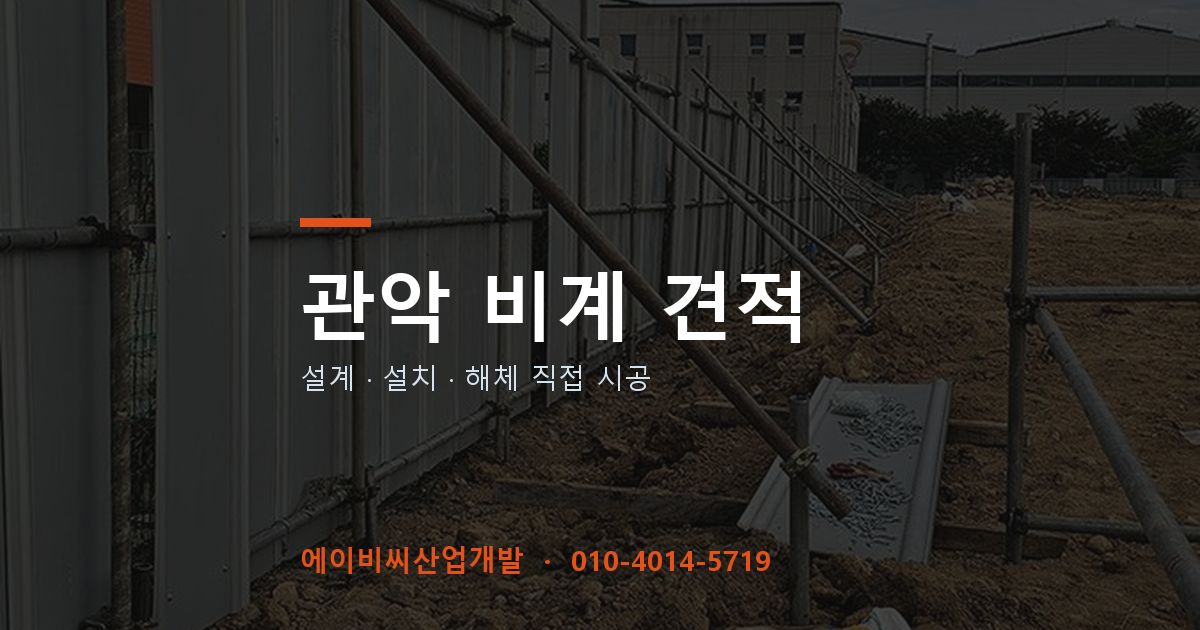 관악 비계 견적
설계 · 설치 · 해체 직접 시공
에이비씨산업개발 · 010-4014-5719